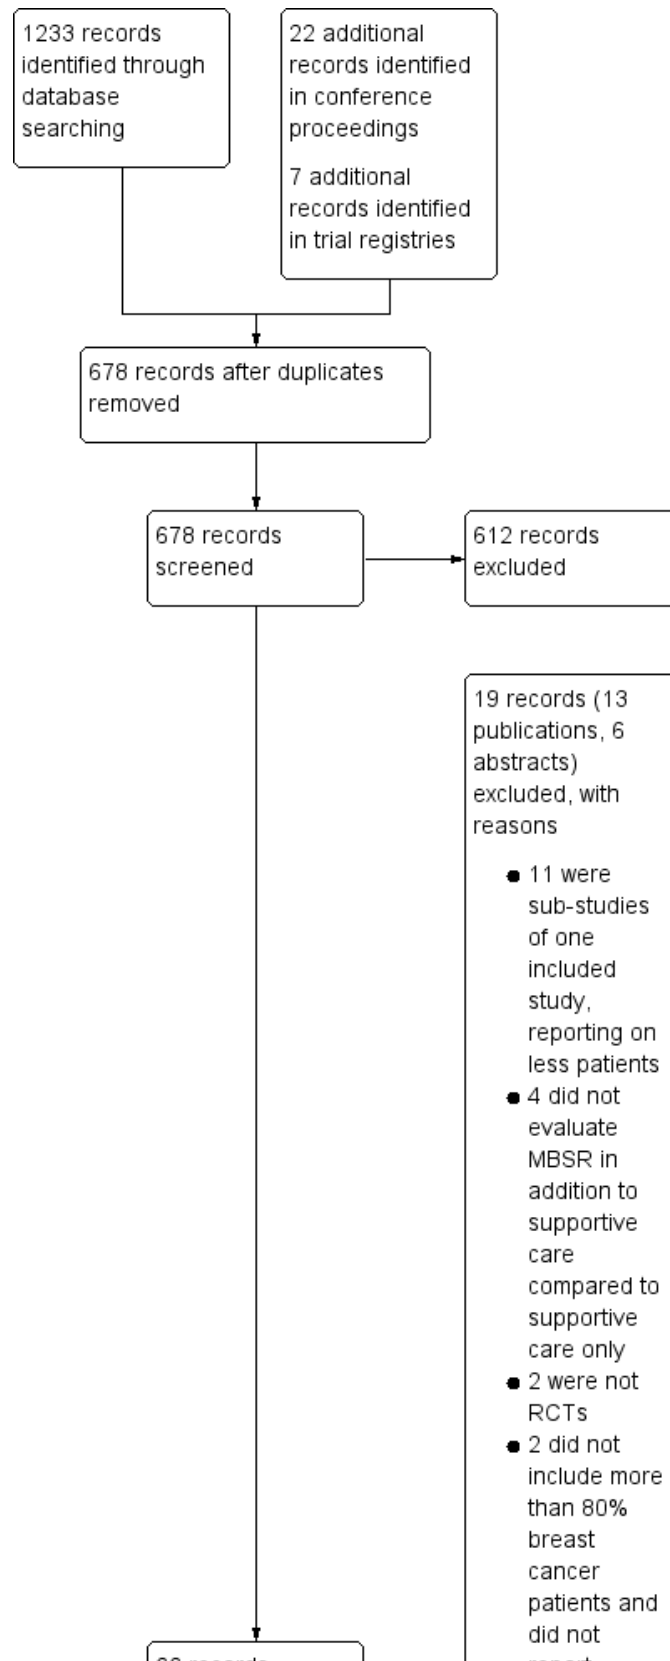 1233 records
identified through
database
searching
22 additional
records identified
in conference
proceedings
7 additional
records identified
in trial registries
678 records after duplicates
removed
678 records
screened
612 records
excluded
19 records (13
publications, 6
abstracts)
excluded, with
reasons
● 11 were
sub-studies
of one
included
study,
reporting on
less patients
● 4 did not
evaluate
MBSR in
addition to
supportive
care
compared to
supportive
care only
● 2 were not
RCTs
● 2 did not
include more
than 80%
breast
cancer
patients and
did not
records